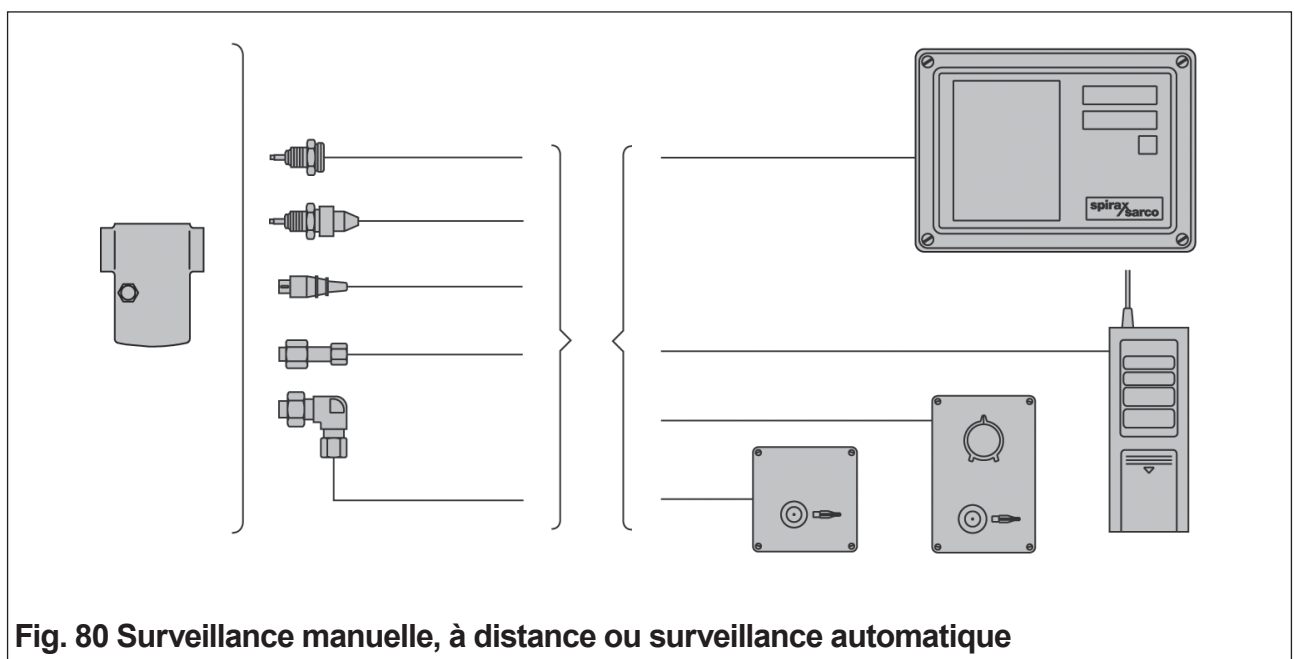 spirax
sarco
Fig. 80 Surveillance manuelle, à distance ou surveillance automatique